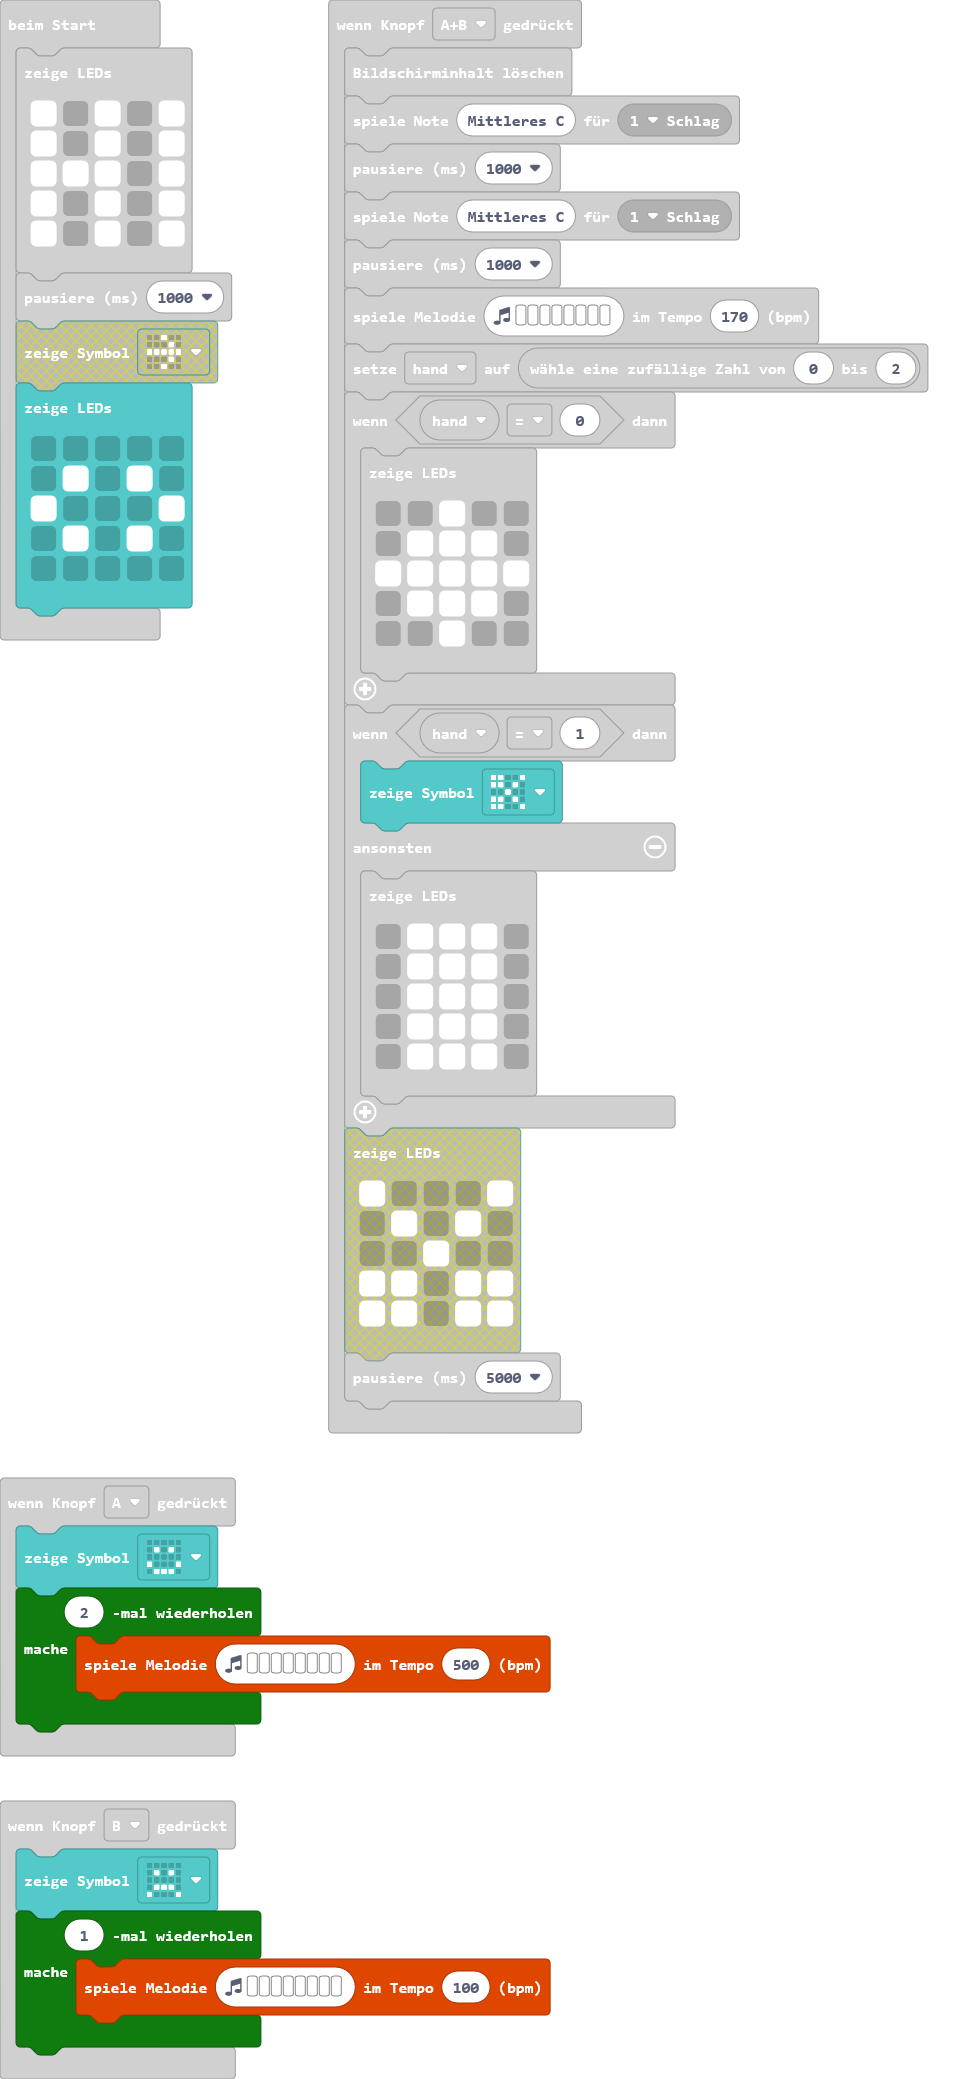 beim Start
zeige LEDs
pausiere (ms) 1000
zeige Symbol
zeige LEDs
wenn Knopf A+B gedrückt
Bildschirminhalt löschen
spiele Note Mittleres C für 1 Schlag
pausiere (ms) 1000
spiele Note Mittleres C für 1 Schlag
pausiere (ms) 1000
spiele Melodie im Tempo 170 (bpm)
setze hand auf wähle eine zufällige Zahl von 0 bis 2
wenn hand = 0 dann
zeige LEDs
wenn hand = 1 dann
zeige Symbol
ansonsten
zeige LEDs
zeige LEDs
pausiere (ms) 5000
wenn Knopf A gedrückt
zeige Symbol
2 -mal wiederholen
mache spiele Melodie im Tempo 500 (bpm)
wenn Knopf B gedrückt
zeige Symbol
1 -mal wiederholen
mache spiele Melodie im Tempo 100 (bpm)